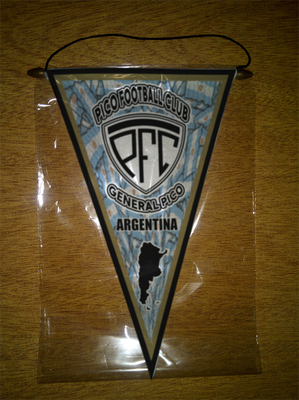 PICO FOOTBALL CLUB
PFC
GENERAL PICO
ARGENTINA